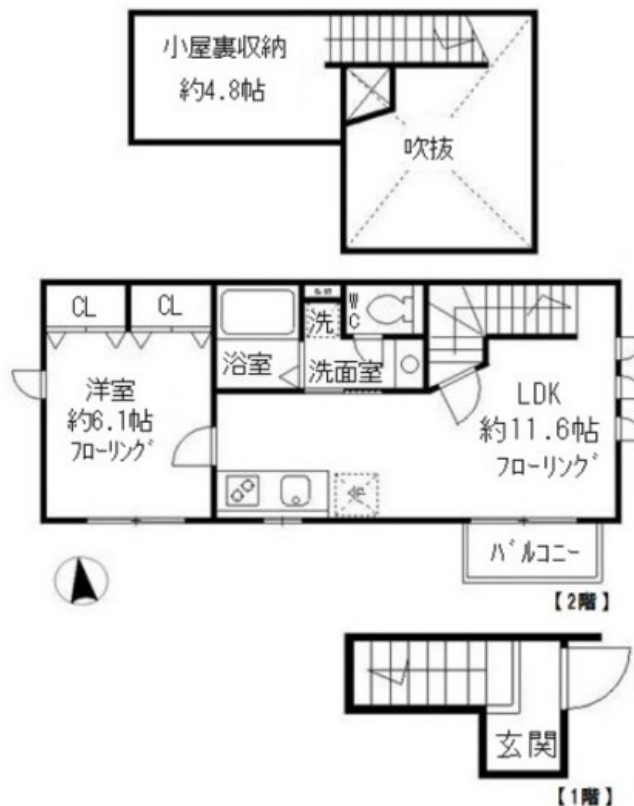 小屋裏収納
約4.8帖
吹抜
CL
CL
WC
洗
浴室
洗面室
洋室
約6.1帖
フローリング
LDK
約11.6帖
フローリング
冷
バルコニー
【2階】
玄関
【1階】